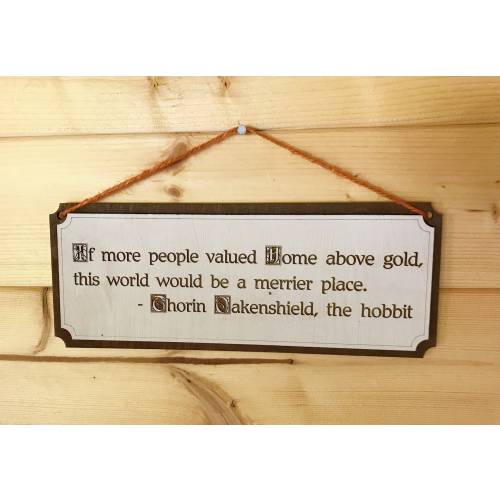 If more people valued Home above gold,
this world would be a merrier place.
- Thorin Oakenshield, the hobbit